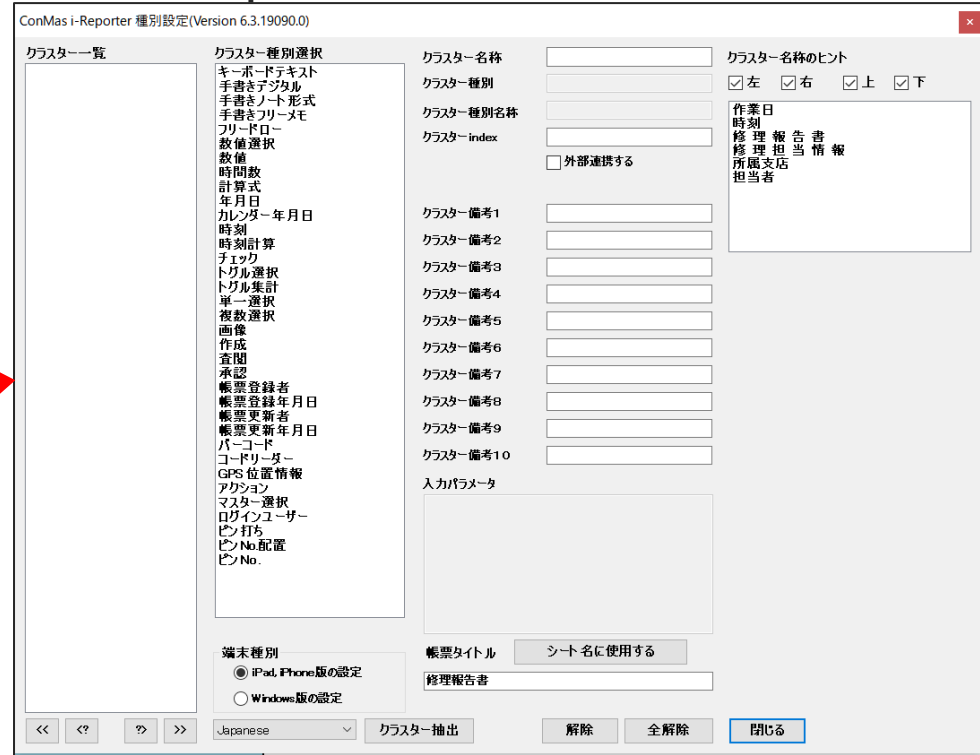 ConMas i-Reporter 種別設定(Version 6.3.19090.0)
クラスター一覧
クラスター種別選択
キーボードテキスト
手書きデジタル
手書きノート形式
手書きフリーメモ
フリードロー
数値選択
数値
時間数
計算式
年月日
カレンダー年月日
時刻
時刻計算
チェック
トグル選択
トグル集計
単一選択
複数選択
画像
作成
査閲
承認
帳票登録者
帳票登録年月日
帳票更新者
帳票更新年月日
バーコード
コードリーダー
GPS位置情報
アクション
マスター選択
ログインユーザー
ピン打ち
ピンNo.配置
ピンNo.
端末種別
iPad, iPhone版の設定
Windows版の設定
クラスター名称
クラスター種別
クラスター種別名称
クラスターindex
外部連携する
クラスター備考1
クラスター備考2
クラスター備考3
クラスター備考4
クラスター備考5
クラスター備考6
クラスター備考7
クラスター備考8
クラスター備考9
クラスター備考10
入力パラメータ
帳票タイトル シート名に使用する
修理報告書
クラスター名称のヒント
左 右 上 下
作業日
時刻
修 理 報 告 書
修 理 担 当 情 報
所属支店
担当者
<< <? ?> >> Japanese クラスター抽出 解除 全解除 閉じる